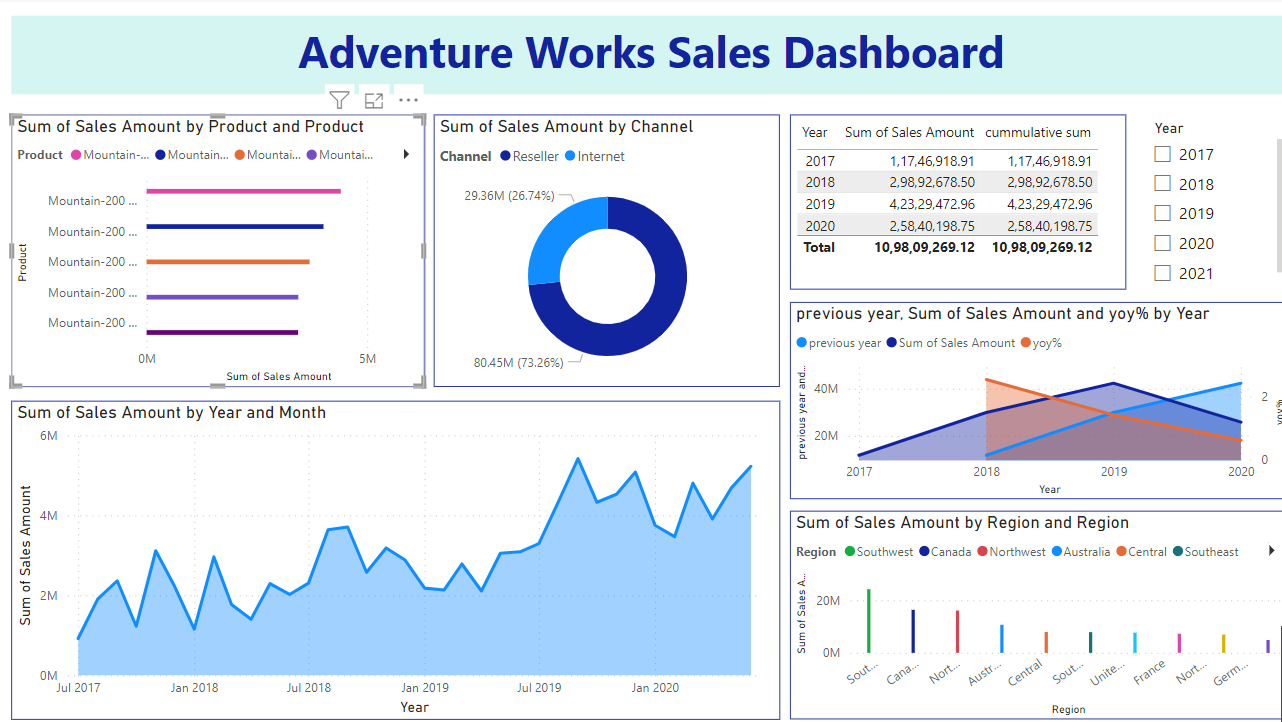 Adventure Works Sales Dashboard
Sum of Sales Amount by Product and Product
Product Mountain-... Mountain... Mountai... Mountai...
Product
Mountain-200 ...
Mountain-200 ...
Mountain-200 ...
Mountain-200 ...
Mountain-200 ...
0M 5M
Sum of Sales Amount
Sum of Sales Amount by Channel
Channel Reseller Internet
29.36M (26.74%)
80.45M (73.26%)
Year Sum of Sales Amount cummulative sum
2017 1,17,46,918.91 1,17,46,918.91
2018 2,98,92,678.50 2,98,92,678.50
2019 4,23,29,472.96 4,23,29,472.96
2020 2,58,40,198.75 2,58,40,198.75
Total 10,98,09,269.12 10,98,09,269.12
Year
2017
2018
2019
2020
2021
previous year, Sum of Sales Amount and yoy% by Year
previous year Sum of Sales Amount yoy%
previous year and...
40M
20M
2
0
yoy%
2017 2018 2019 2020
Year
Sum of Sales Amount by Year and Month
Sum of Sales Amount
6M
4M
2M
0M
Jul 2017 Jan 2018 Jul 2018 Jan 2019 Jul 2019 Jan 2020
Year
Sum of Sales Amount by Region and Region
Region Southwest Canada Northwest Australia Central Southeast
Sum of Sales A...
20M
0M
Sout... Cana... Nort... Austr... Central Sout... Unite... France Nort... Germ...
Region